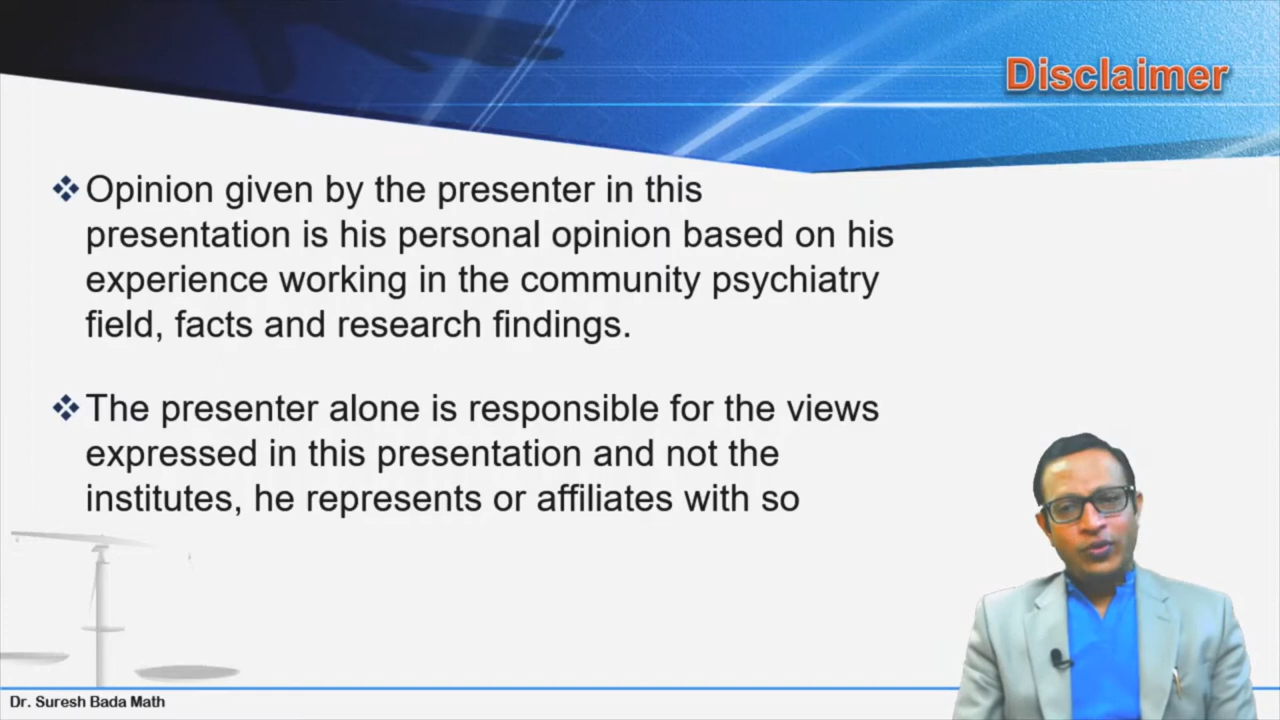 Disclaimer
Opinion given by the presenter in this
presentation is his personal opinion based on his
experience working in the community psychiatry
field, facts and research findings.
The presenter alone is responsible for the views
expressed in this presentation and not the
institutes, he represents or affiliates with so
Dr. Suresh Bada Math